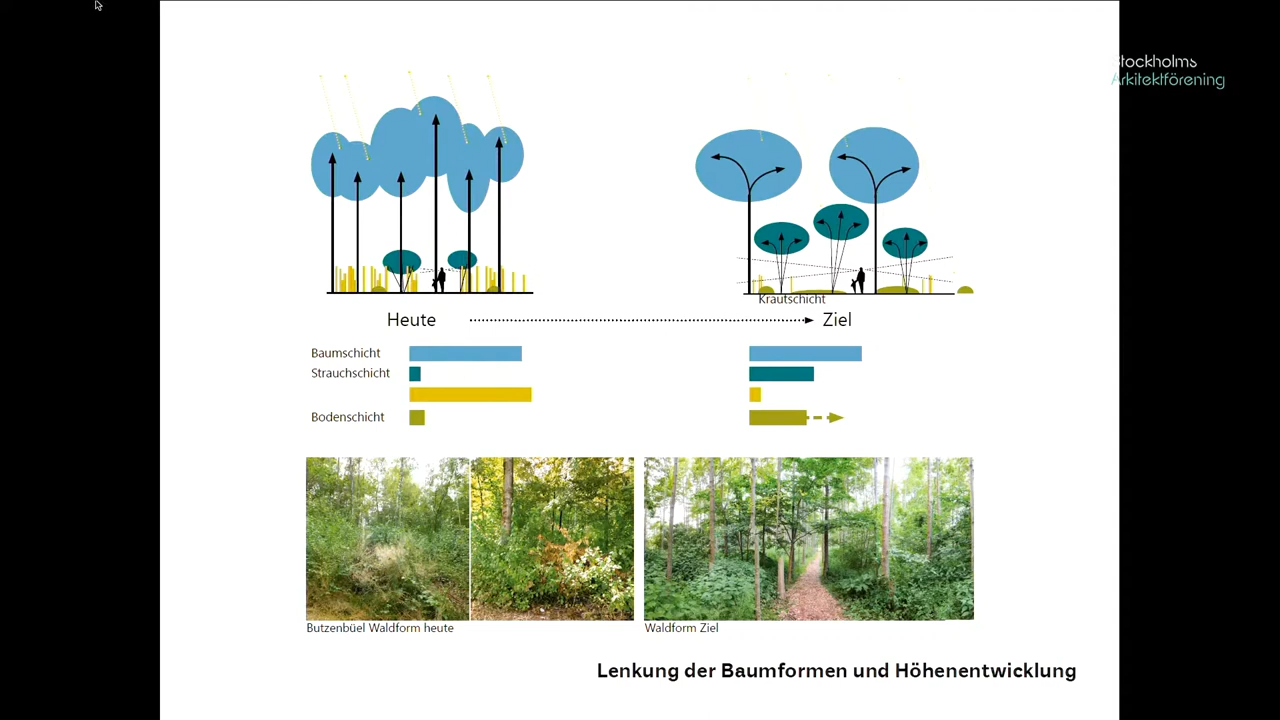 Stockholms
Arkitektförening
Krautschicht
Heute
Ziel
Baumschicht
Strauchschicht
Bodenschicht
Butzenbüel Waldform heute
Waldform Ziel
Lenkung der Baumformen und Höhenentwicklung